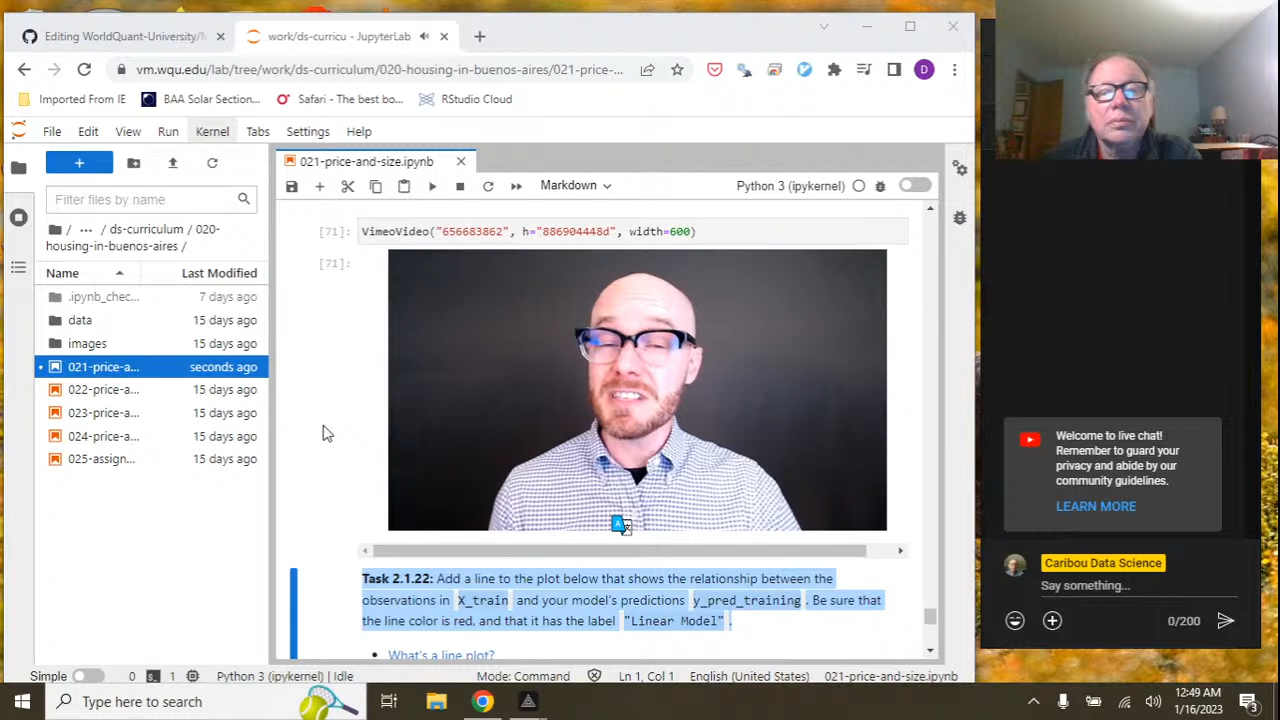 Editing WorldQuant-University/M
work/ds-curricu - JupyterLab
vm.wqu.edu/lab/tree/work/ds-curriculum/020-housing-in-buenos-aires/021-price-...
D
Imported From IE
BAA Solar Section...
Safari - The best bo...
RStudio Cloud
File Edit View Run Kernel Tabs Settings Help
+
021-price-and-size.ipynb
Markdown
Python 3 (ipykernel)
Filter files by name
/ ... / ds-curriculum / 020-
housing-in-buenos-aires /
Name Last Modified
.ipynb_chec... 7 days ago
data 15 days ago
images 15 days ago
021-price-a... seconds ago
022-price-a... 15 days ago
023-price-a... 15 days ago
024-price-a... 15 days ago
025-assign... 15 days ago
[71]: VimeoVideo("656683862", h="886904448d", width=600)
[71]:
Task 2.1.22: Add a line to the plot below that shows the relationship between the
observations in X_train and your model's predictions y_pred_training . Be sure that
the line color is red, and that it has the label "Linear Model" .
What's a line plot?
Simple 0 1 Python 3 (ipykernel) | Idle Mode: Command Ln 1, Col 1 English (United States) 021-price-and-size.ipynb
Welcome to live chat!
Remember to guard your
privacy and abide by our
community guidelines.
LEARN MORE
Caribou Data Science
Say something...
0/200
Type here to search
12:49 AM
1/16/2023
3